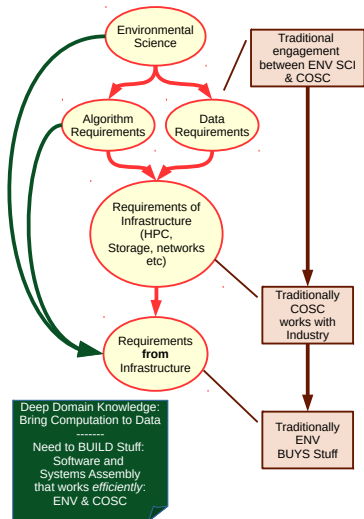 Environmental
Science
Traditional
engagement
between ENV SCI
& COSC
Algorithm
Requirements
Data
Requirements
Requirements of
Infrastructure
(HPC,
Storage, networks
etc)
Traditionally
COSC
works with
Industry
Requirements
from
Infrastructure
Deep Domain Knowledge:
Bring Computation to Data
-------
Need to BUILD Stuff:
Software and
Systems Assembly
that works efficiently:
ENV & COSC
Traditionally
ENV
BUYS Stuff